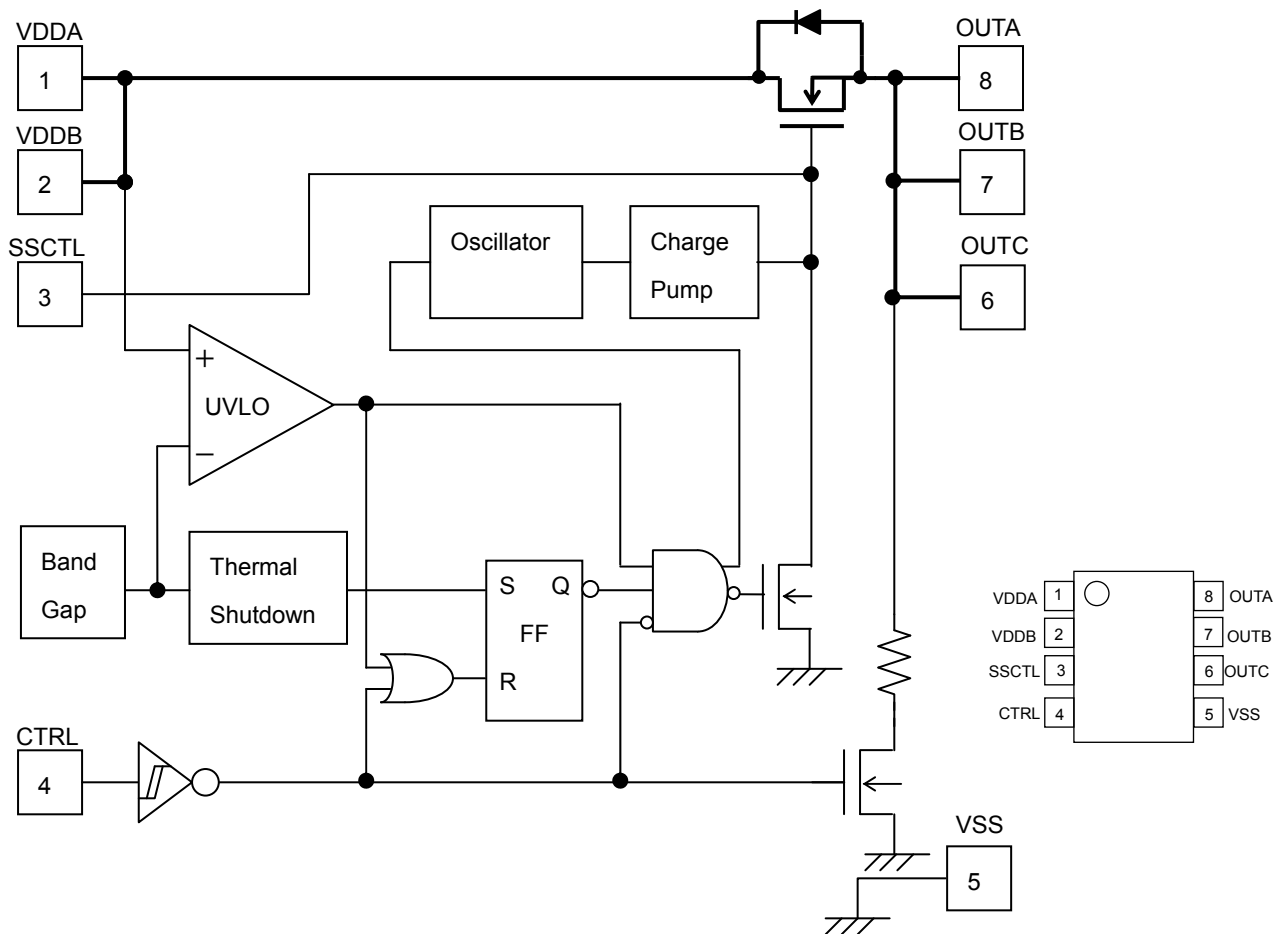 VDDA
1
VDDB
2
SSCTL
3
OUTA
8
OUTB
7
OUTC
6
Oscillator
Charge
Pump
+
UVLO
−
Band
Gap
Thermal
Shutdown
S Q
FF
R
CTRL
4
VSS
5
VDDA 1 8 OUTA
VDDB 2 7 OUTB
SSCTL 3 6 OUTC
CTRL 4 5 VSS